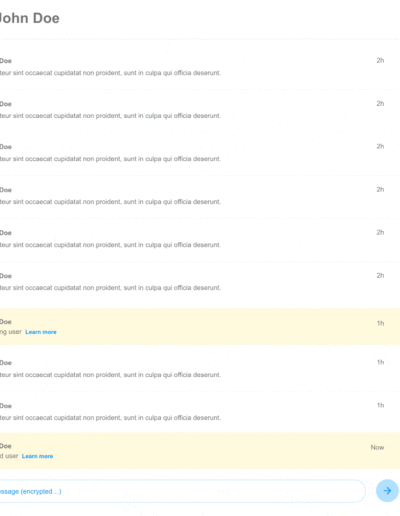 John Doe
Doe 2h
teur sint occaecat cupidatat non proident, sunt in culpa qui officia deserunt.
Doe 2h
teur sint occaecat cupidatat non proident, sunt in culpa qui officia deserunt.
Doe 2h
teur sint occaecat cupidatat non proident, sunt in culpa qui officia deserunt.
Doe 2h
teur sint occaecat cupidatat non proident, sunt in culpa qui officia deserunt.
Doe 2h
teur sint occaecat cupidatat non proident, sunt in culpa qui officia deserunt.
Doe 2h
teur sint occaecat cupidatat non proident, sunt in culpa qui officia deserunt.
Doe 1h
ng user Learn more
Doe 1h
teur sint occaecat cupidatat non proident, sunt in culpa qui officia deserunt.
Doe 1h
teur sint occaecat cupidatat non proident, sunt in culpa qui officia deserunt.
Doe Now
d user Learn more
essage (encrypted...)